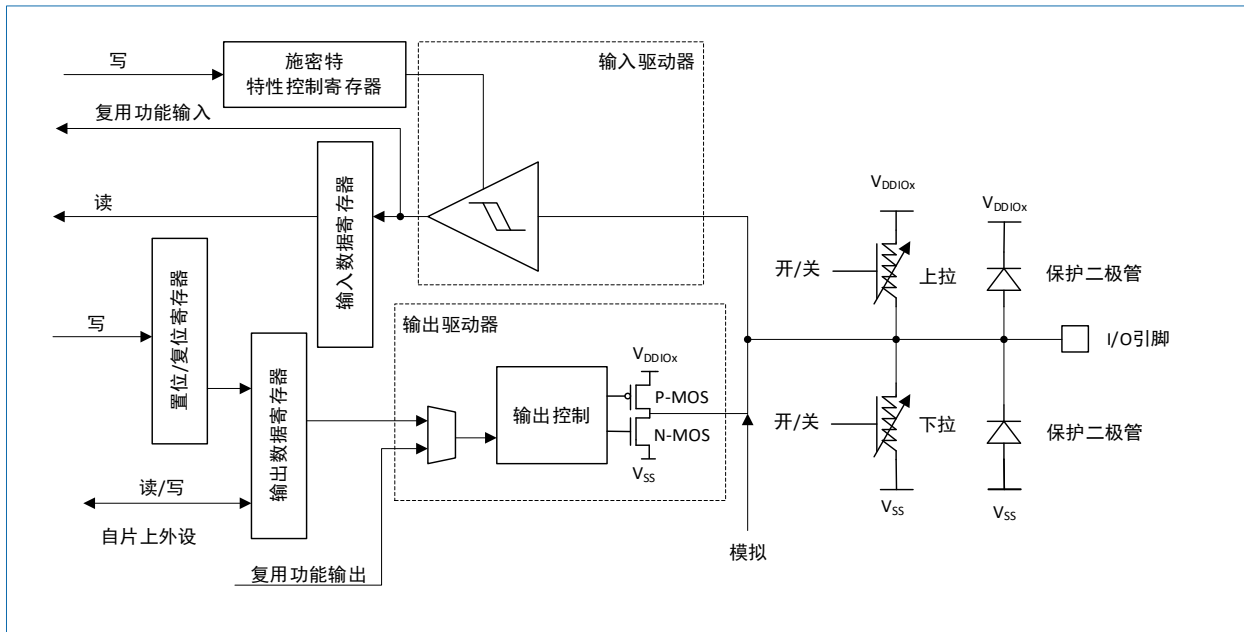 写
施密特
特性控制寄存器
输入驱动器
复用功能输入
读
输入数据寄存器
V_DDIOx
V_DDIOx
开/关
上拉
保护二极管
写
置位/复位寄存器
输出数据寄存器
输出驱动器
V_DDIOx
P-MOS
输出控制
N-MOS
V_SS
I/O引脚
开/关
下拉
保护二极管
V_SS
V_SS
读/写
自片上外设
模拟
复用功能输出